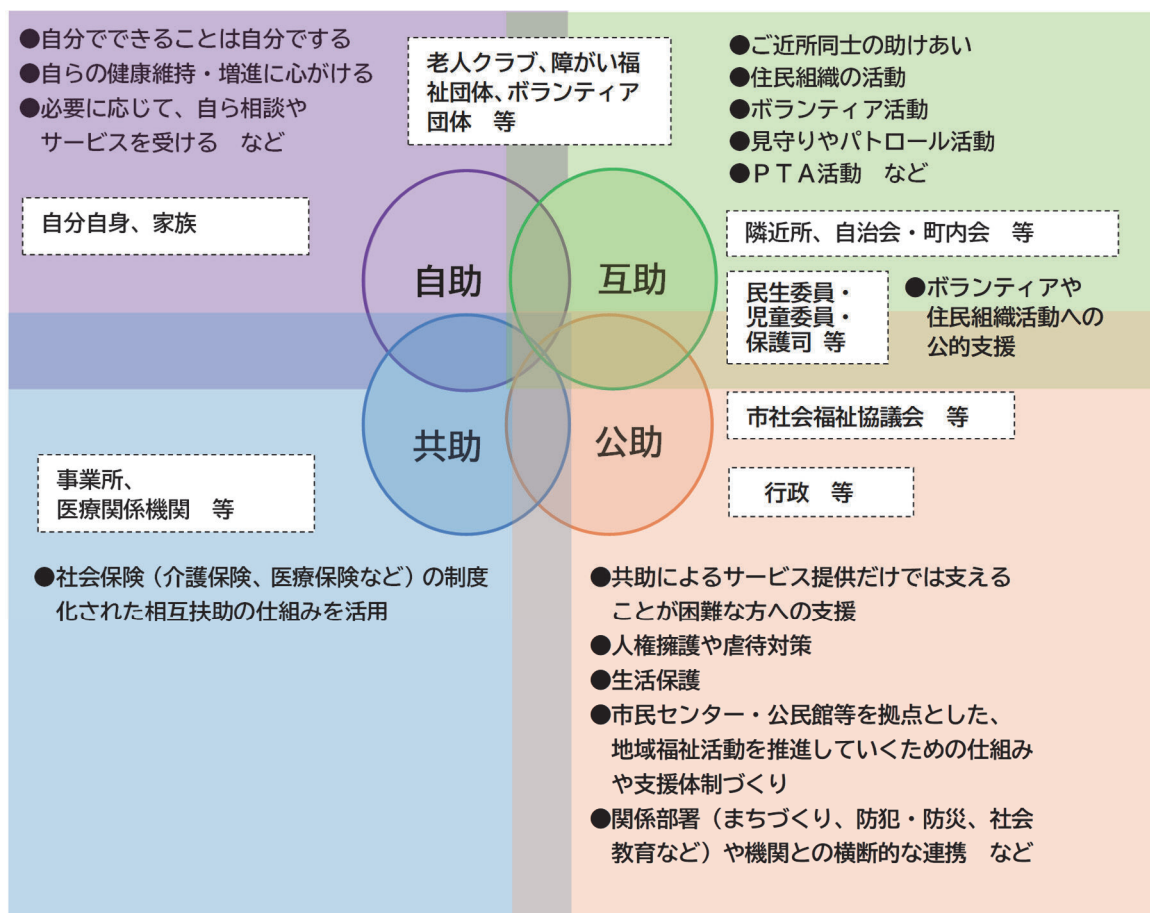 ●自分でできることは自分でする
●自らの健康維持・増進に心がける
●必要に応じて、自ら相談や
サービスを受ける　など
自分自身、家族
老人クラブ、障がい福
祉団体、ボランティア
団体　等
●ご近所同士の助けあい
●住民組織の活動
●ボランティア活動
●見守りやパトロール活動
●ＰＴＡ活動　など
隣近所、自治会・町内会　等
民生委員・
児童委員・
保護司 等
●ボランティアや
住民組織活動への
公的支援
自助
互助
共助
公助
市社会福祉協議会　等
行政　等
事業所、
医療関係機関　等
●社会保険（介護保険、医療保険など）の制度
化された相互扶助の仕組みを活用
●共助によるサービス提供だけでは支える
ことが困難な方への支援
●人権擁護や虐待対策
●生活保護
●市民センター・公民館等を拠点とした、
地域福祉活動を推進していくための仕組み
や支援体制づくり
●関係部署（まちづくり、防犯・防災、社会
教育など）や機関との横断的な連携　など